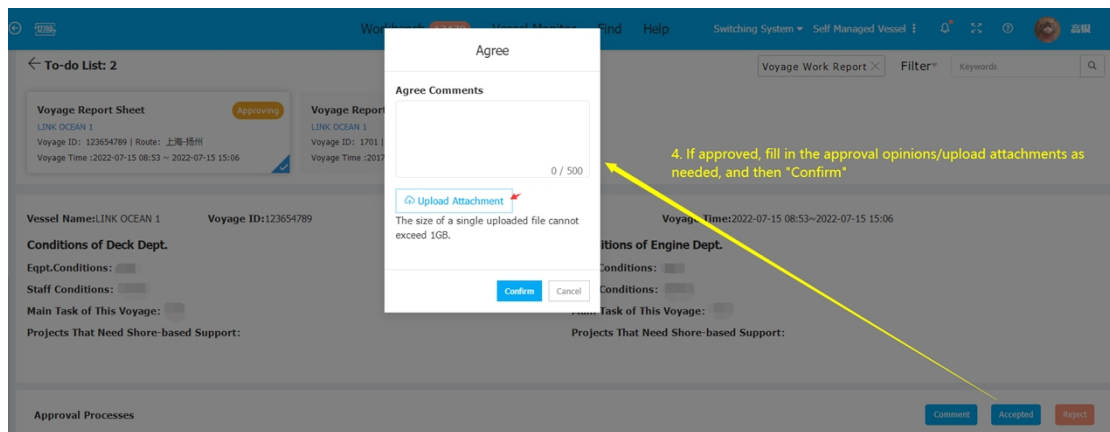 Workbench Vessel Monitor Find Help Switching System Self Managed Vessel 高银
To-do List: 2 Voyage Work Report Filter Keywords
Agree
Agree Comments
0 / 500
Upload Attachment
The size of a single uploaded file cannot
exceed 1GB.
Confirm Cancel
Voyage Report Sheet Approving
LINK OCEAN 1
Voyage ID: 123654789 | Route: 上海-扬州
Voyage Time :2022-07-15 08:53 ~ 2022-07-15 15:06
Voyage Report
LINK OCEAN 1
Voyage ID: 1701 |
Voyage Time :2017
4. If approved, fill in the approval opinions/upload attachments as
needed, and then "Confirm"
Vessel Name:LINK OCEAN 1 Voyage ID:123654789 Voyage Time:2022-07-15 08:53~2022-07-15 15:06
Conditions of Deck Dept.
Eqpt.Conditions:
Staff Conditions:
Main Task of This Voyage:
Projects That Need Shore-based Support:
itions of Engine Dept.
Conditions:
Conditions:
Main Task of This Voyage:
Projects That Need Shore-based Support:
Approval Processes Comment Accepted Reject